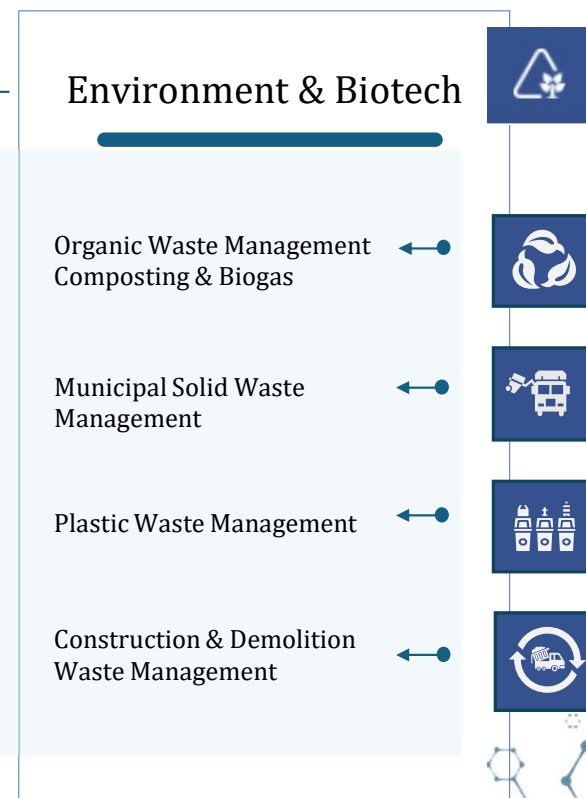 Environment & Biotech
Organic Waste Management
Composting & Biogas
Municipal Solid Waste
Management
Plastic Waste Management
Construction & Demolition
Waste Management